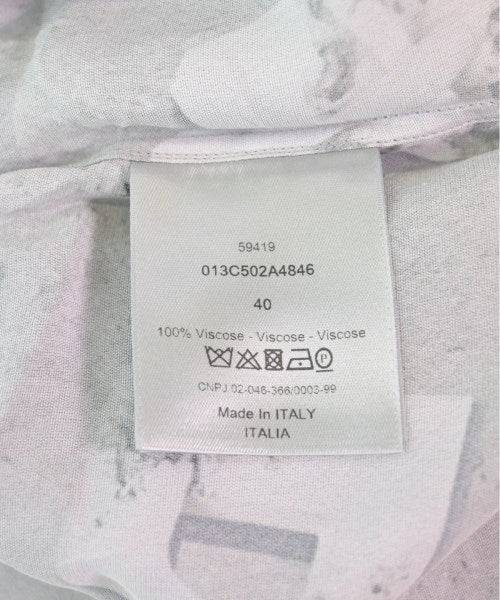 59419
013C502A4846
40
100% Viscose - Viscose - Viscose
P
CNPJ 02-046-366/0003-99
Made In ITALY
ITALIA